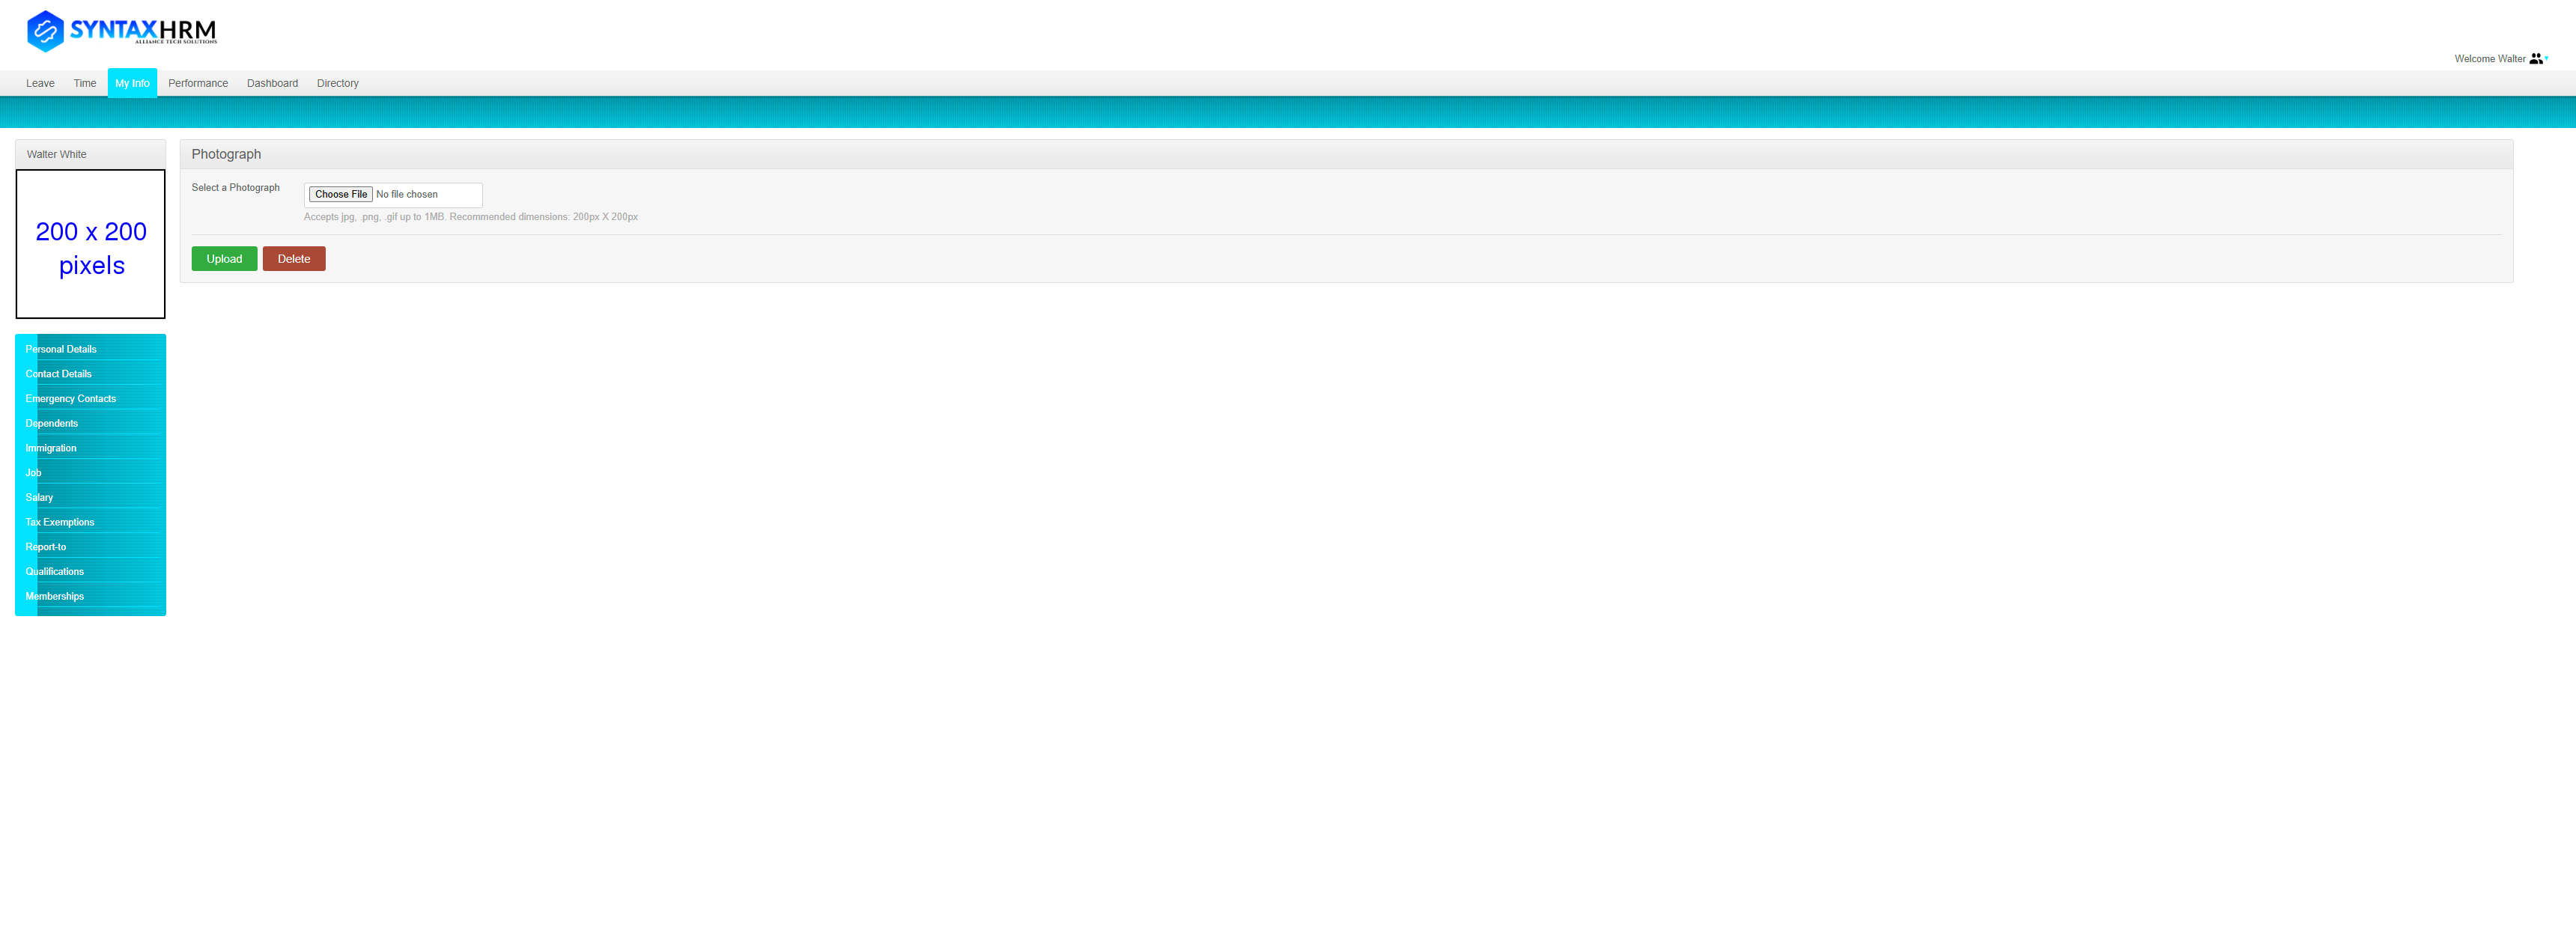 SYNTAXHRM
ALLIANCE TECH SOLUTIONS
Welcome Walter
Leave Time My Info Performance Dashboard Directory
Walter White
200 x 200
pixels
Personal Details
Contact Details
Emergency Contacts
Dependents
Immigration
Job
Salary
Tax Exemptions
Report-to
Qualifications
Memberships
Photograph
Select a Photograph
Choose File No file chosen
Accepts jpg, .png, .gif up to 1MB. Recommended dimensions: 200px X 200px
Upload Delete